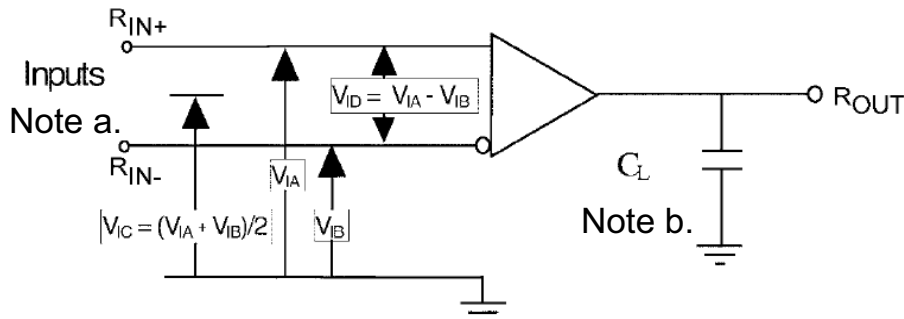 RIN+
Inputs
Note a.
RIN-
VID = VIA - VIB
VIA
VIC = (VIA + VIB)/2
VIB
ROUT
CL
Note b.